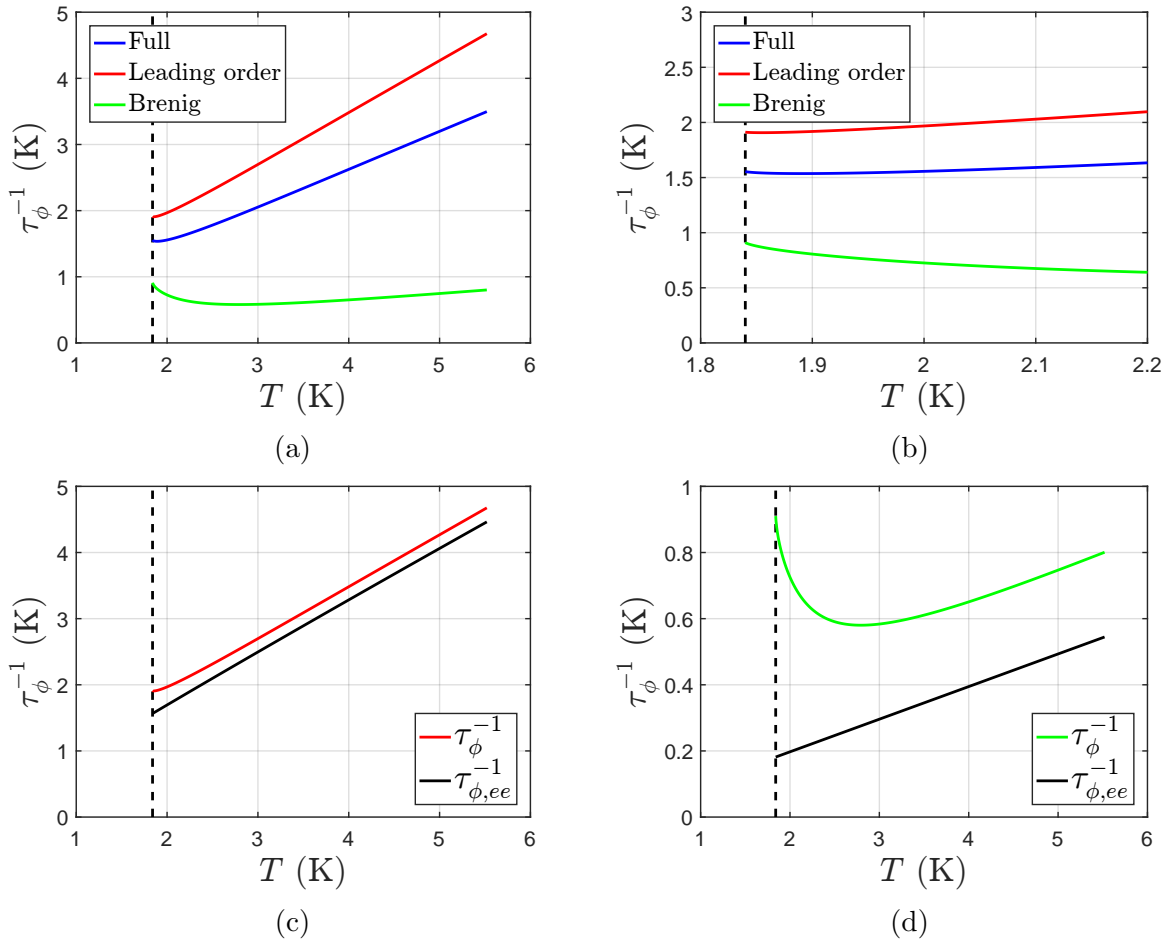 5
4
3
2
1
0
1
2
3
4
5
6
τ_ϕ^{-1} (K)
T (K)
Full
Leading order
Brenig
(a)
3
2.5
2
1.5
1
0.5
0
1.8
1.9
2
2.1
2.2
τ_ϕ^{-1} (K)
T (K)
Full
Leading order
Brenig
(b)
5
4
3
2
1
0
1
2
3
4
5
6
τ_ϕ^{-1} (K)
T (K)
τ_ϕ^{-1}
τ_{ϕ,ee}^{-1}
(c)
1
0.8
0.6
0.4
0.2
0
1
2
3
4
5
6
τ_ϕ^{-1} (K)
T (K)
τ_ϕ^{-1}
τ_{ϕ,ee}^{-1}
(d)